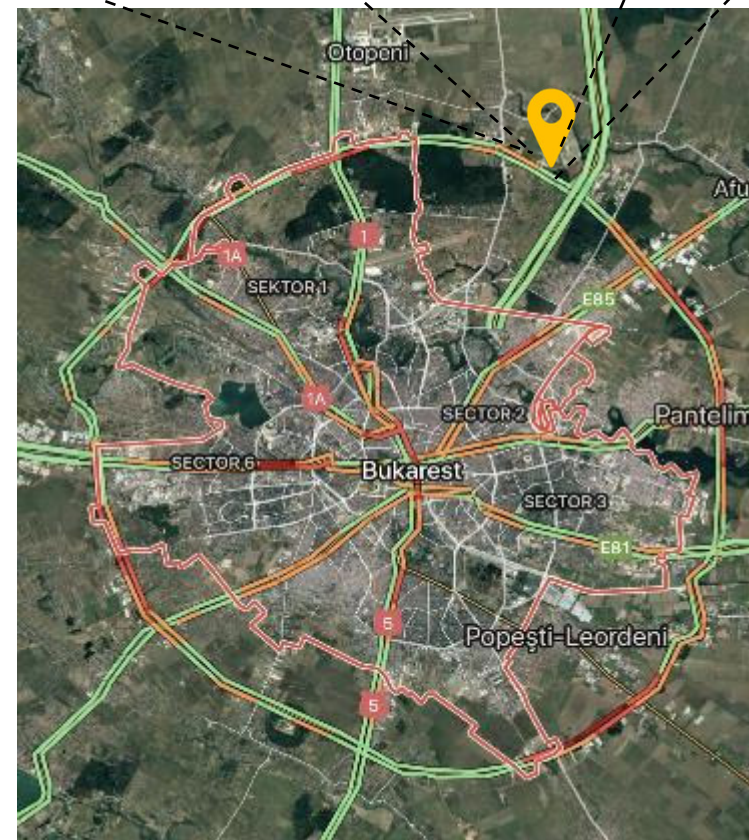 Otopeni
Afu
1
1A
SEKTOR 1
E85
1A
SECTOR 2
Pantelim
SECTOR 6
Bukarest
SECTOR 3
E81
5
Popești-Leordeni
5